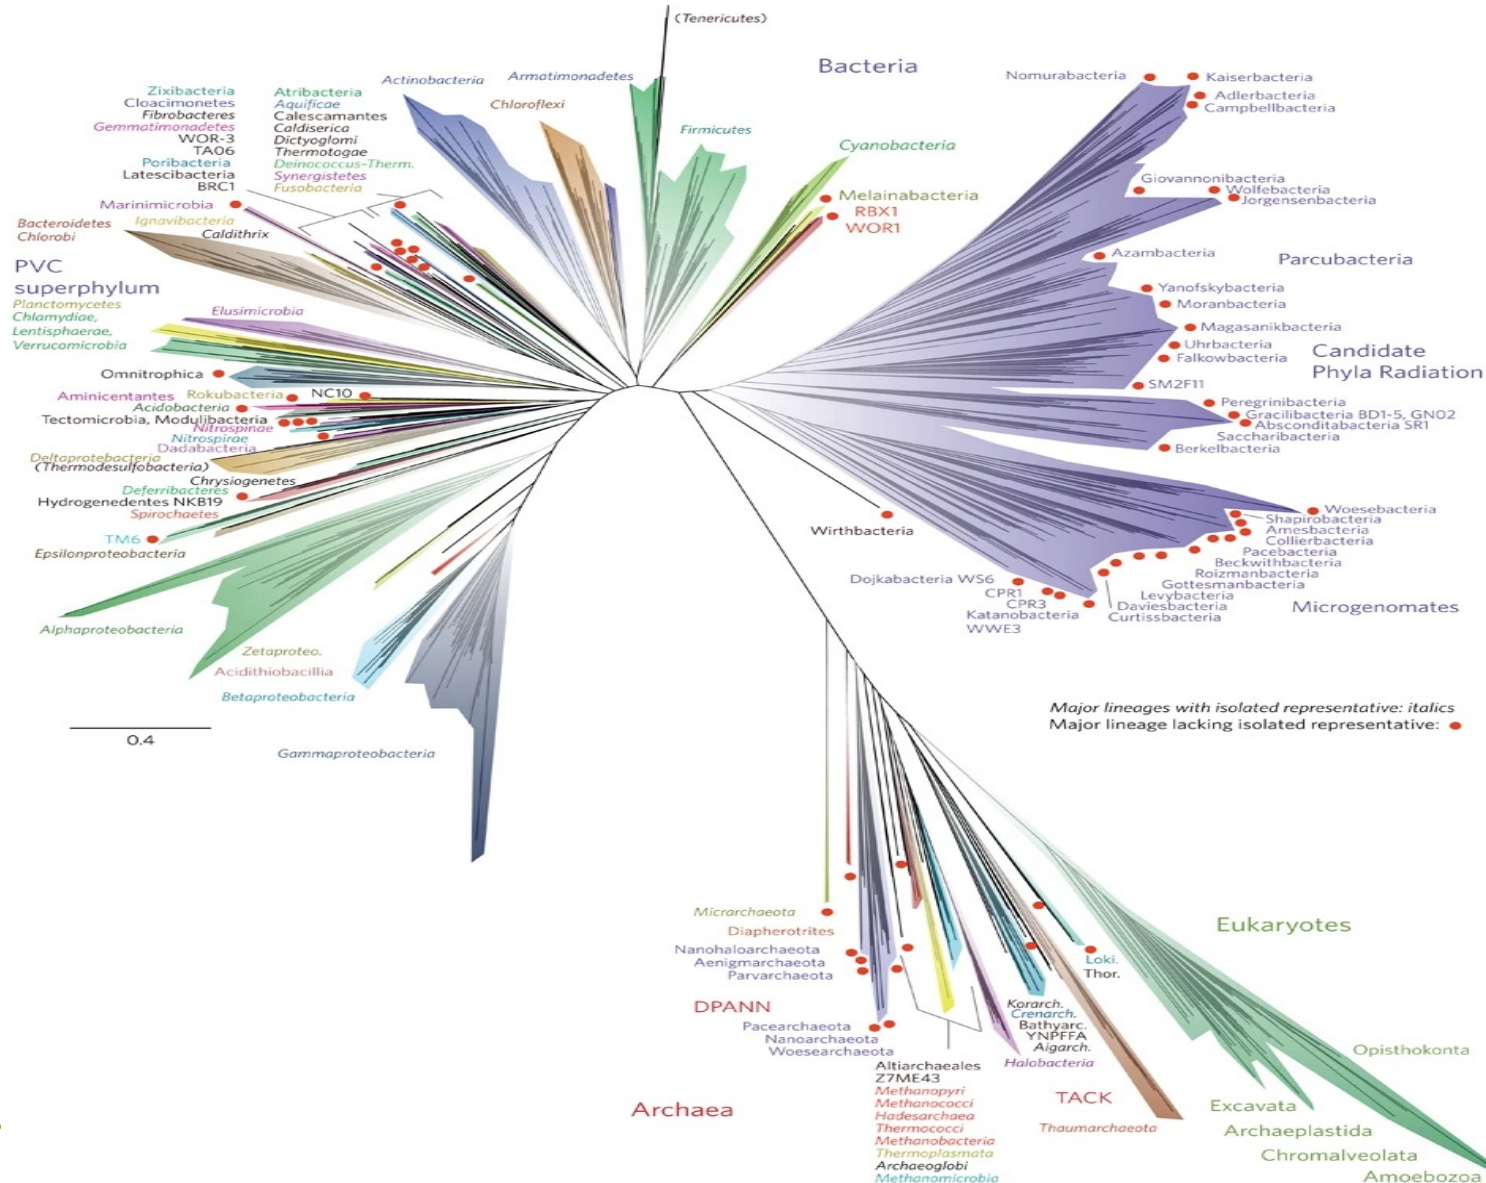 (Tenericutes)
Bacteria
Actinobacteria
Armatimonadetes
Chloroflexi
Firmicutes
Cyanobacteria
Melainabacteria
RBX1
WOR1
Zixibacteria
Cloacimonetes
Fibrobacteres
Gemmatimonadetes
WOR-3
TA06
Poribacteria
Latescibacteria
BRC1
Atribacteria
Aquificae
Calescamantes
Caldiserica
Dictyoglomi
Thermotogae
Deinococcus-Therm.
Synergistetes
Fusobacteria
Marinimicrobia
Ignavibacteria
Caldithrix
Bacteroidetes
Chlorobi
PVC
superphylum
Planctomycetes
Chlamydiae,
Lentisphaerae,
Verrucomicrobia
Elusimicrobia
Omnitrophica
Aminicentantes
Rokubacteria
NC10
Acidobacteria
Tectomicrobia, Modulibacteria
Nitrospinae
Nitrospirae
Dadabacteria
Deltaprotebacteria
(Thermodesulfobacteria)
Chrysiogenetes
Deferribacteres
Hydrogenedentes NKB19
Spirochaetes
TM6
Epsilonproteobacteria
Alphaproteobacteria
Zetaproteo.
Acidithiobacillia
Betaproteobacteria
Gammaproteobacteria
0.4
Nomurabacteria
Kaiserbacteria
Adlerbacteria
Campbellbacteria
Giovannonibacteria
Wolfebacteria
Jorgensenbacteria
Azambacteria
Parcubacteria
Yanofskybacteria
Moranbacteria
Magasanikbacteria
Uhrbacteria
Falkowbacteria
Candidate
Phyla Radiation
SM2F11
Peregrinibacteria
Gracilibacteria BD1-5, GN02
Absconditabacteria SR1
Saccharibacteria
Berkelbacteria
Woesebacteria
Shapirobacteria
Amesbacteria
Collierbacteria
Pacebacteria
Beckwithbacteria
Roizmanbacteria
Gottesmanbacteria
Levybacteria
Daviesbacteria
Curtissbacteria
Microgenomates
Wirthbacteria
Dojkabacteria WS6
CPR1
CPR3
Katanobacteria
WWE3
Major lineages with isolated representative: italics
Major lineage lacking isolated representative:
Micrarchaeota
Diapherotrites
Nanohaloarchaeota
Aenigmarchaeota
Parvarchaeota
DPANN
Pacearchaeota
Nanoarchaeota
Woesearchaeota
Altiarchaeales
Z7ME43
Methanopyri
Methanococci
Hadesarchaea
Thermococci
Methanobacteria
Thermoplasmata
Archaeoglobi
Methanomicrobia
Archaea
Halobacteria
Korarch.
Crenarch.
Bathyarc.
YNPFFA
Aigarch.
TACK
Thaumarchaeota
Loki.
Thor.
Eukaryotes
Opisthokonta
Excavata
Archaeplastida
Chromalveolata
Amoebozoa